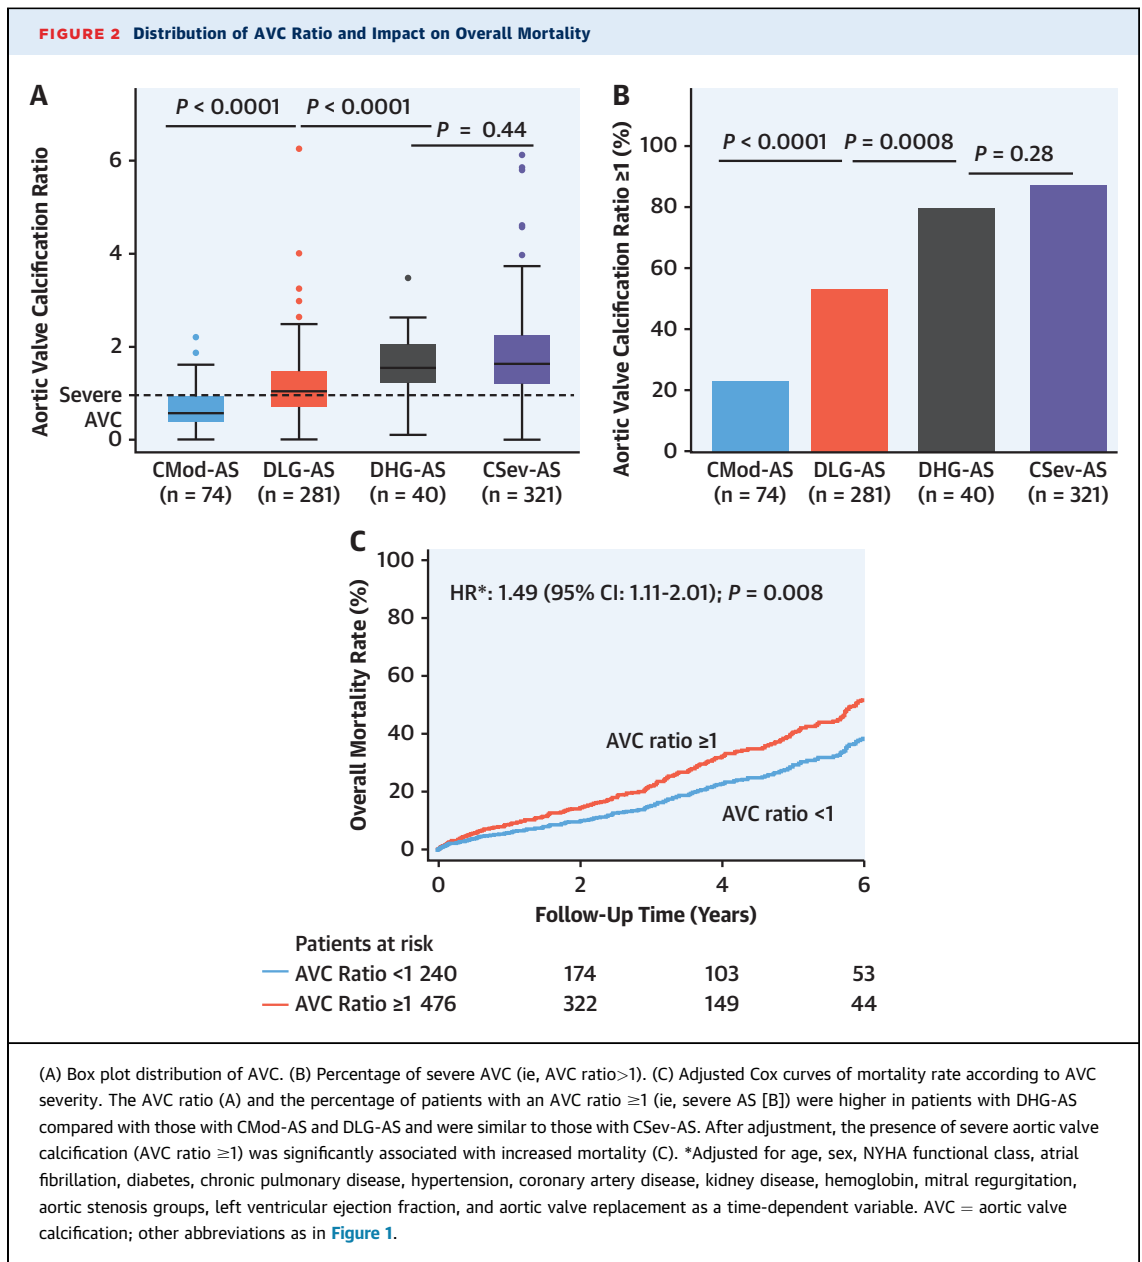 FIGURE 2 Distribution of AVC Ratio and Impact on Overall Mortality
A
Aortic Valve Calcification Ratio
P < 0.0001 P < 0.0001
P = 0.44
6
4
2
Severe
AVC
0
CMod-AS DLG-AS DHG-AS CSev-AS
(n = 74) (n = 281) (n = 40) (n = 321)
B
Aortic Valve Calcification Ratio ≥1 (%)
P < 0.0001 P = 0.0008
P = 0.28
100
80
60
40
20
0
CMod-AS DLG-AS DHG-AS CSev-AS
(n = 74) (n = 281) (n = 40) (n = 321)
C
Overall Mortality Rate (%)
100
80
60
40
20
0
HR*: 1.49 (95% CI: 1.11-2.01); P = 0.008
AVC ratio ≥1
AVC ratio <1
0 2 4 6
Follow-Up Time (Years)
Patients at risk
AVC Ratio <1 240 174 103 53
AVC Ratio ≥1 476 322 149 44
(A) Box plot distribution of AVC. (B) Percentage of severe AVC (ie, AVC ratio>1). (C) Adjusted Cox curves of mortality rate according to AVC
severity. The AVC ratio (A) and the percentage of patients with an AVC ratio ≥1 (ie, severe AS [B]) were higher in patients with DHG-AS
compared with those with CMod-AS and DLG-AS and were similar to those with CSev-AS. After adjustment, the presence of severe aortic valve
calcification (AVC ratio ≥1) was significantly associated with increased mortality (C). *Adjusted for age, sex, NYHA functional class, atrial
fibrillation, diabetes, chronic pulmonary disease, hypertension, coronary artery disease, kidney disease, hemoglobin, mitral regurgitation,
aortic stenosis groups, left ventricular ejection fraction, and aortic valve replacement as a time-dependent variable. AVC = aortic valve
calcification; other abbreviations as in Figure 1.